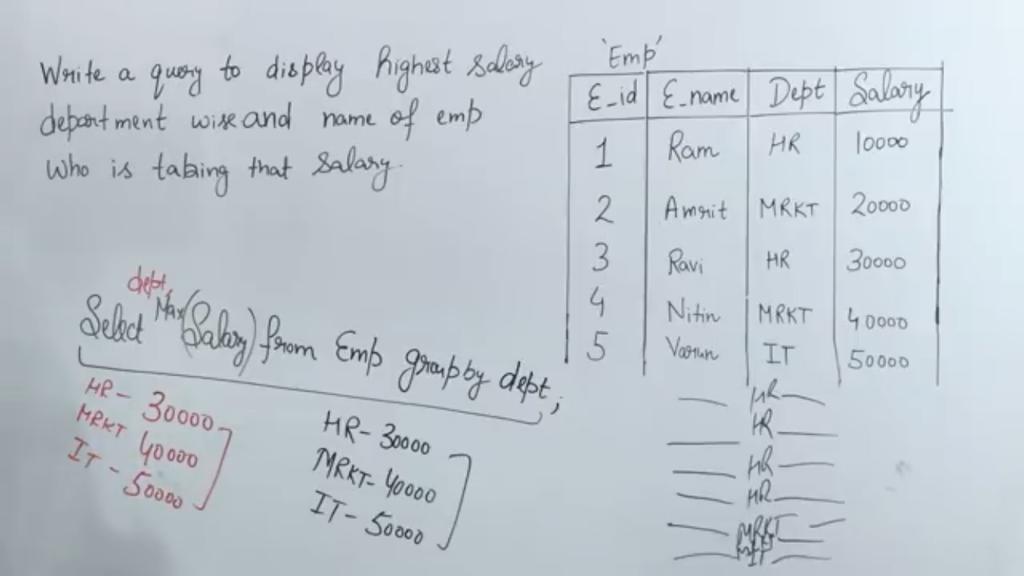 Write a query to display highest salary
department wise and name of emp
who is taking that salary.
'Emp'
E_id E_name Dept Salary
1 Ram HR 10000
2 Amrit MRKT 20000
3 Ravi HR 30000
4 Nitin MRKT 40000
5 Varun IT 50000
dept,
Select Max(Salary) from Emp group by dept;
HR- 30000
MRKT 40000
IT - 50000
HR- 30000
MRKT- 40000
IT- 50000
HR
HR
HR
HR
MRKT